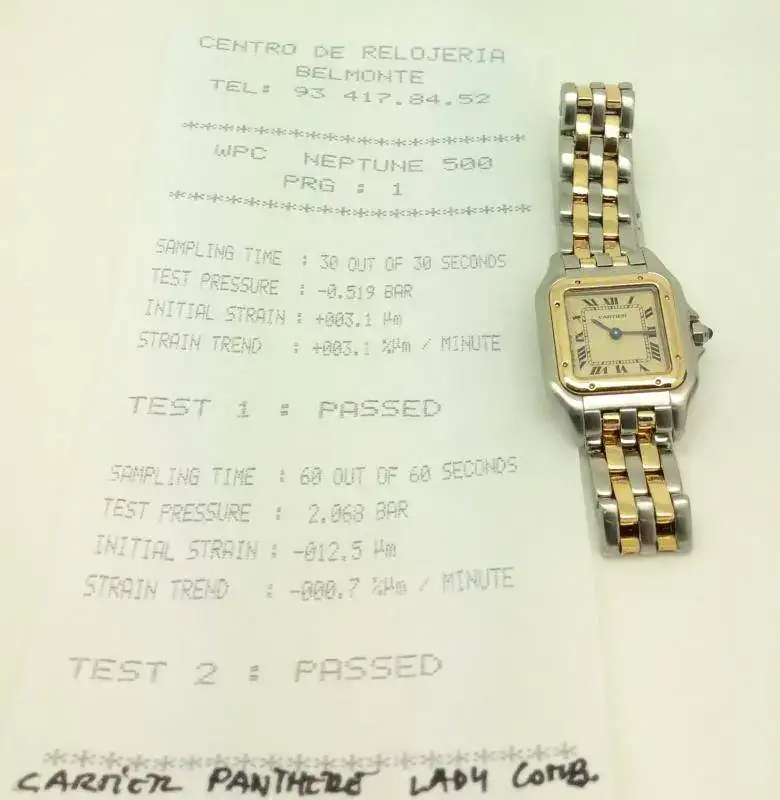 CENTRO DE RELOJERIA
BELMONTE
TEL: 93 417.84.52
******************************
WPC NEPTUNE 500
PRG : 1
******************************
SAMPLING TIME : 30 OUT OF 30 SECONDS
TEST PRESSURE : -0.519 BAR
INITIAL STRAIN : +003.1 µm
STRAIN TREND : +003.1 %µm / MINUTE
TEST 1 : PASSED
SAMPLING TIME : 60 OUT OF 60 SECONDS
TEST PRESSURE : 2.068 BAR
INITIAL STRAIN : -012.5 µm
STRAIN TREND : -000.7 %µm / MINUTE
TEST 2 : PASSED
******************************
CARTIER PANTHERE LADY COMB.
XII
CARTIER